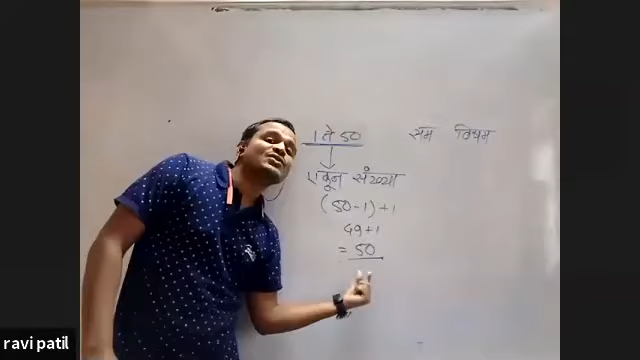 1 ते 50 सम विषम
एकून संख्या
(50-1)+1
49+1
= 50
ravi patil